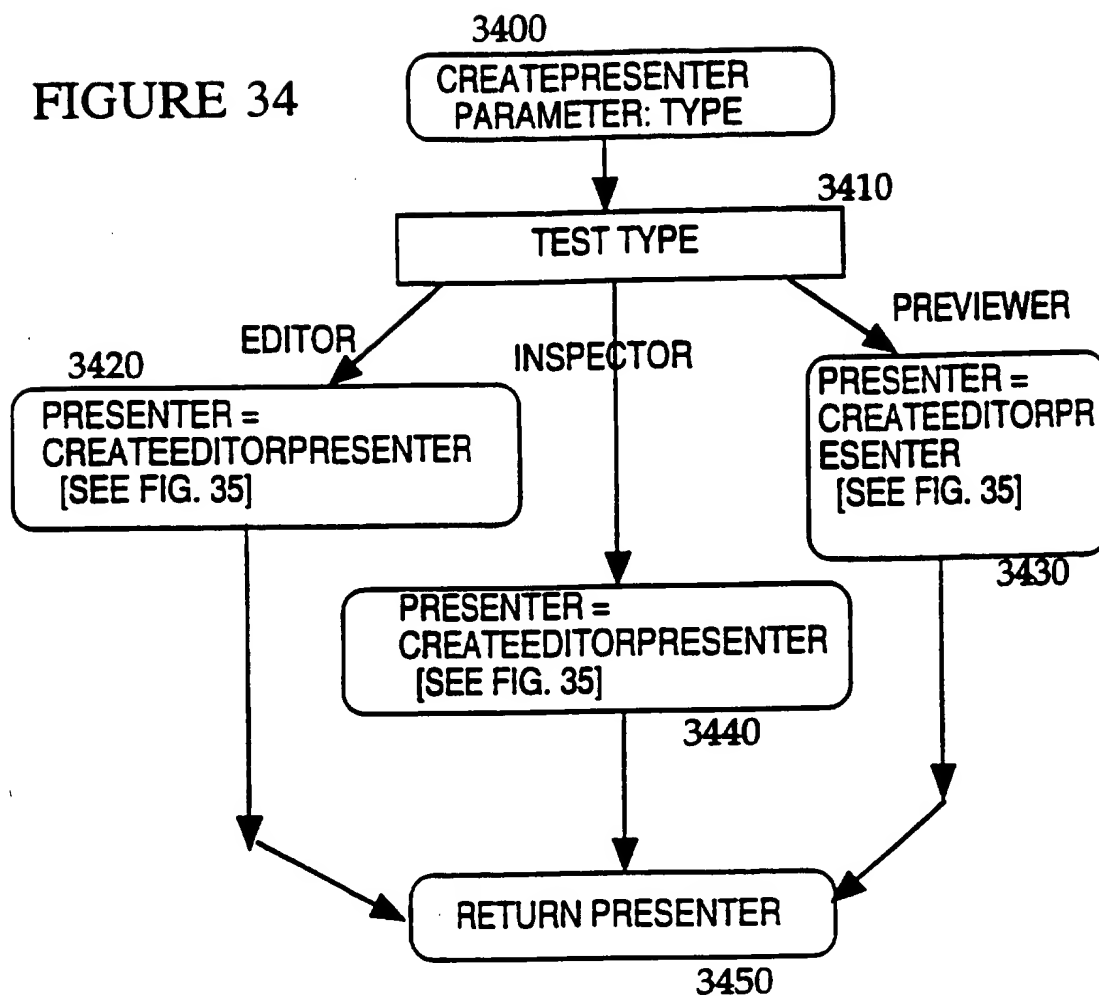 3400
FIGURE 34
CREATEPRESENTER
PARAMETER: TYPE
3410
TEST TYPE
EDITOR
INSPECTOR
PREVIEWER
3420
PRESENTER =
CREATEEDITORPRESENTER
[SEE FIG. 35]
PRESENTER =
CREATEEDITORPR
ESENTER
[SEE FIG. 35]
3430
PRESENTER =
CREATEEDITORPRESENTER
[SEE FIG. 35]
3440
RETURN PRESENTER
3450